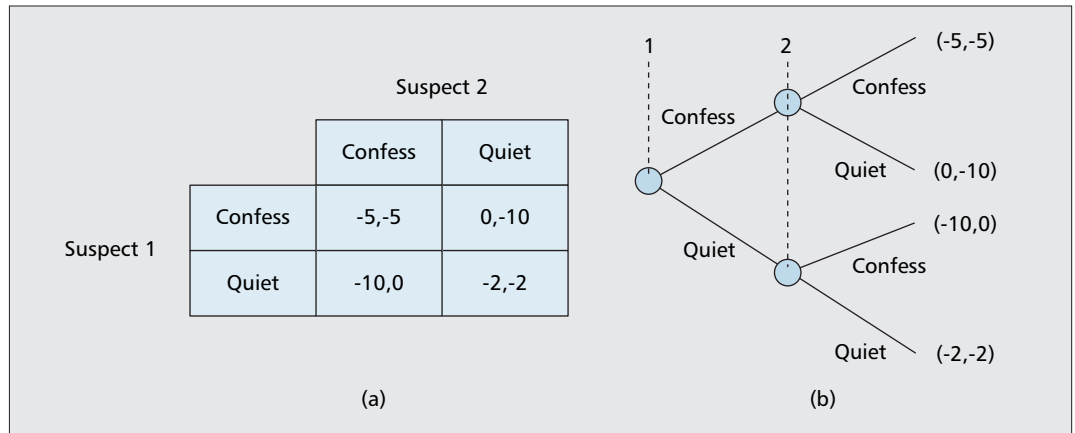 Suspect 2
Confess Quiet
Suspect 1
Confess -5,-5 0,-10
Quiet -10,0 -2,-2
(a)
1 2
Confess
Quiet
Confess
(-5,-5)
Quiet
(0,-10)
Confess
(-10,0)
Quiet
(-2,-2)
(b)